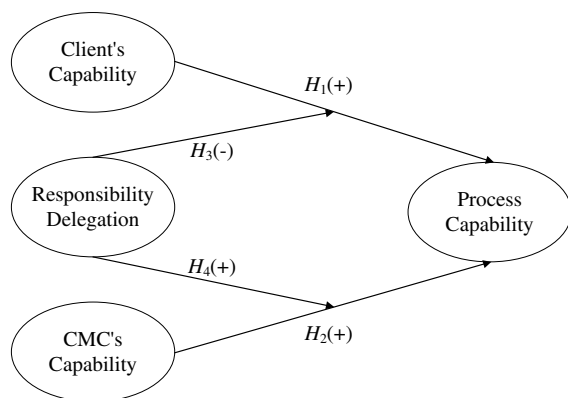 Client's
Capability
H1(+)
H3(-)
Responsibility
Delegation
Process
Capability
H4(+)
H2(+)
CMC's
Capability